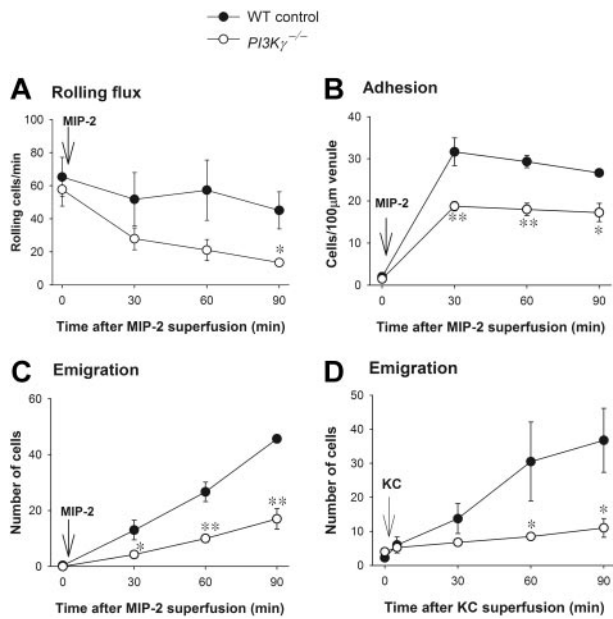 WT control
PI3Kγ−/−
A Rolling flux
MIP-2
Rolling cells/min
100
80
60
40
20
0
*
0 30 60 90
Time after MIP-2 superfusion (min)
B Adhesion
MIP-2
Cells/100μm venule
40
30
20
10
0
** ** *
0 30 60 90
Time after MIP-2 superfusion (min)
C Emigration
MIP-2
Number of cells
60
40
20
0
* ** **
0 30 60 90
Time after MIP-2 superfusion (min)
D Emigration
KC
Number of cells
50
40
30
20
10
0
* *
0 30 60 90
Time after KC superfusion (min)